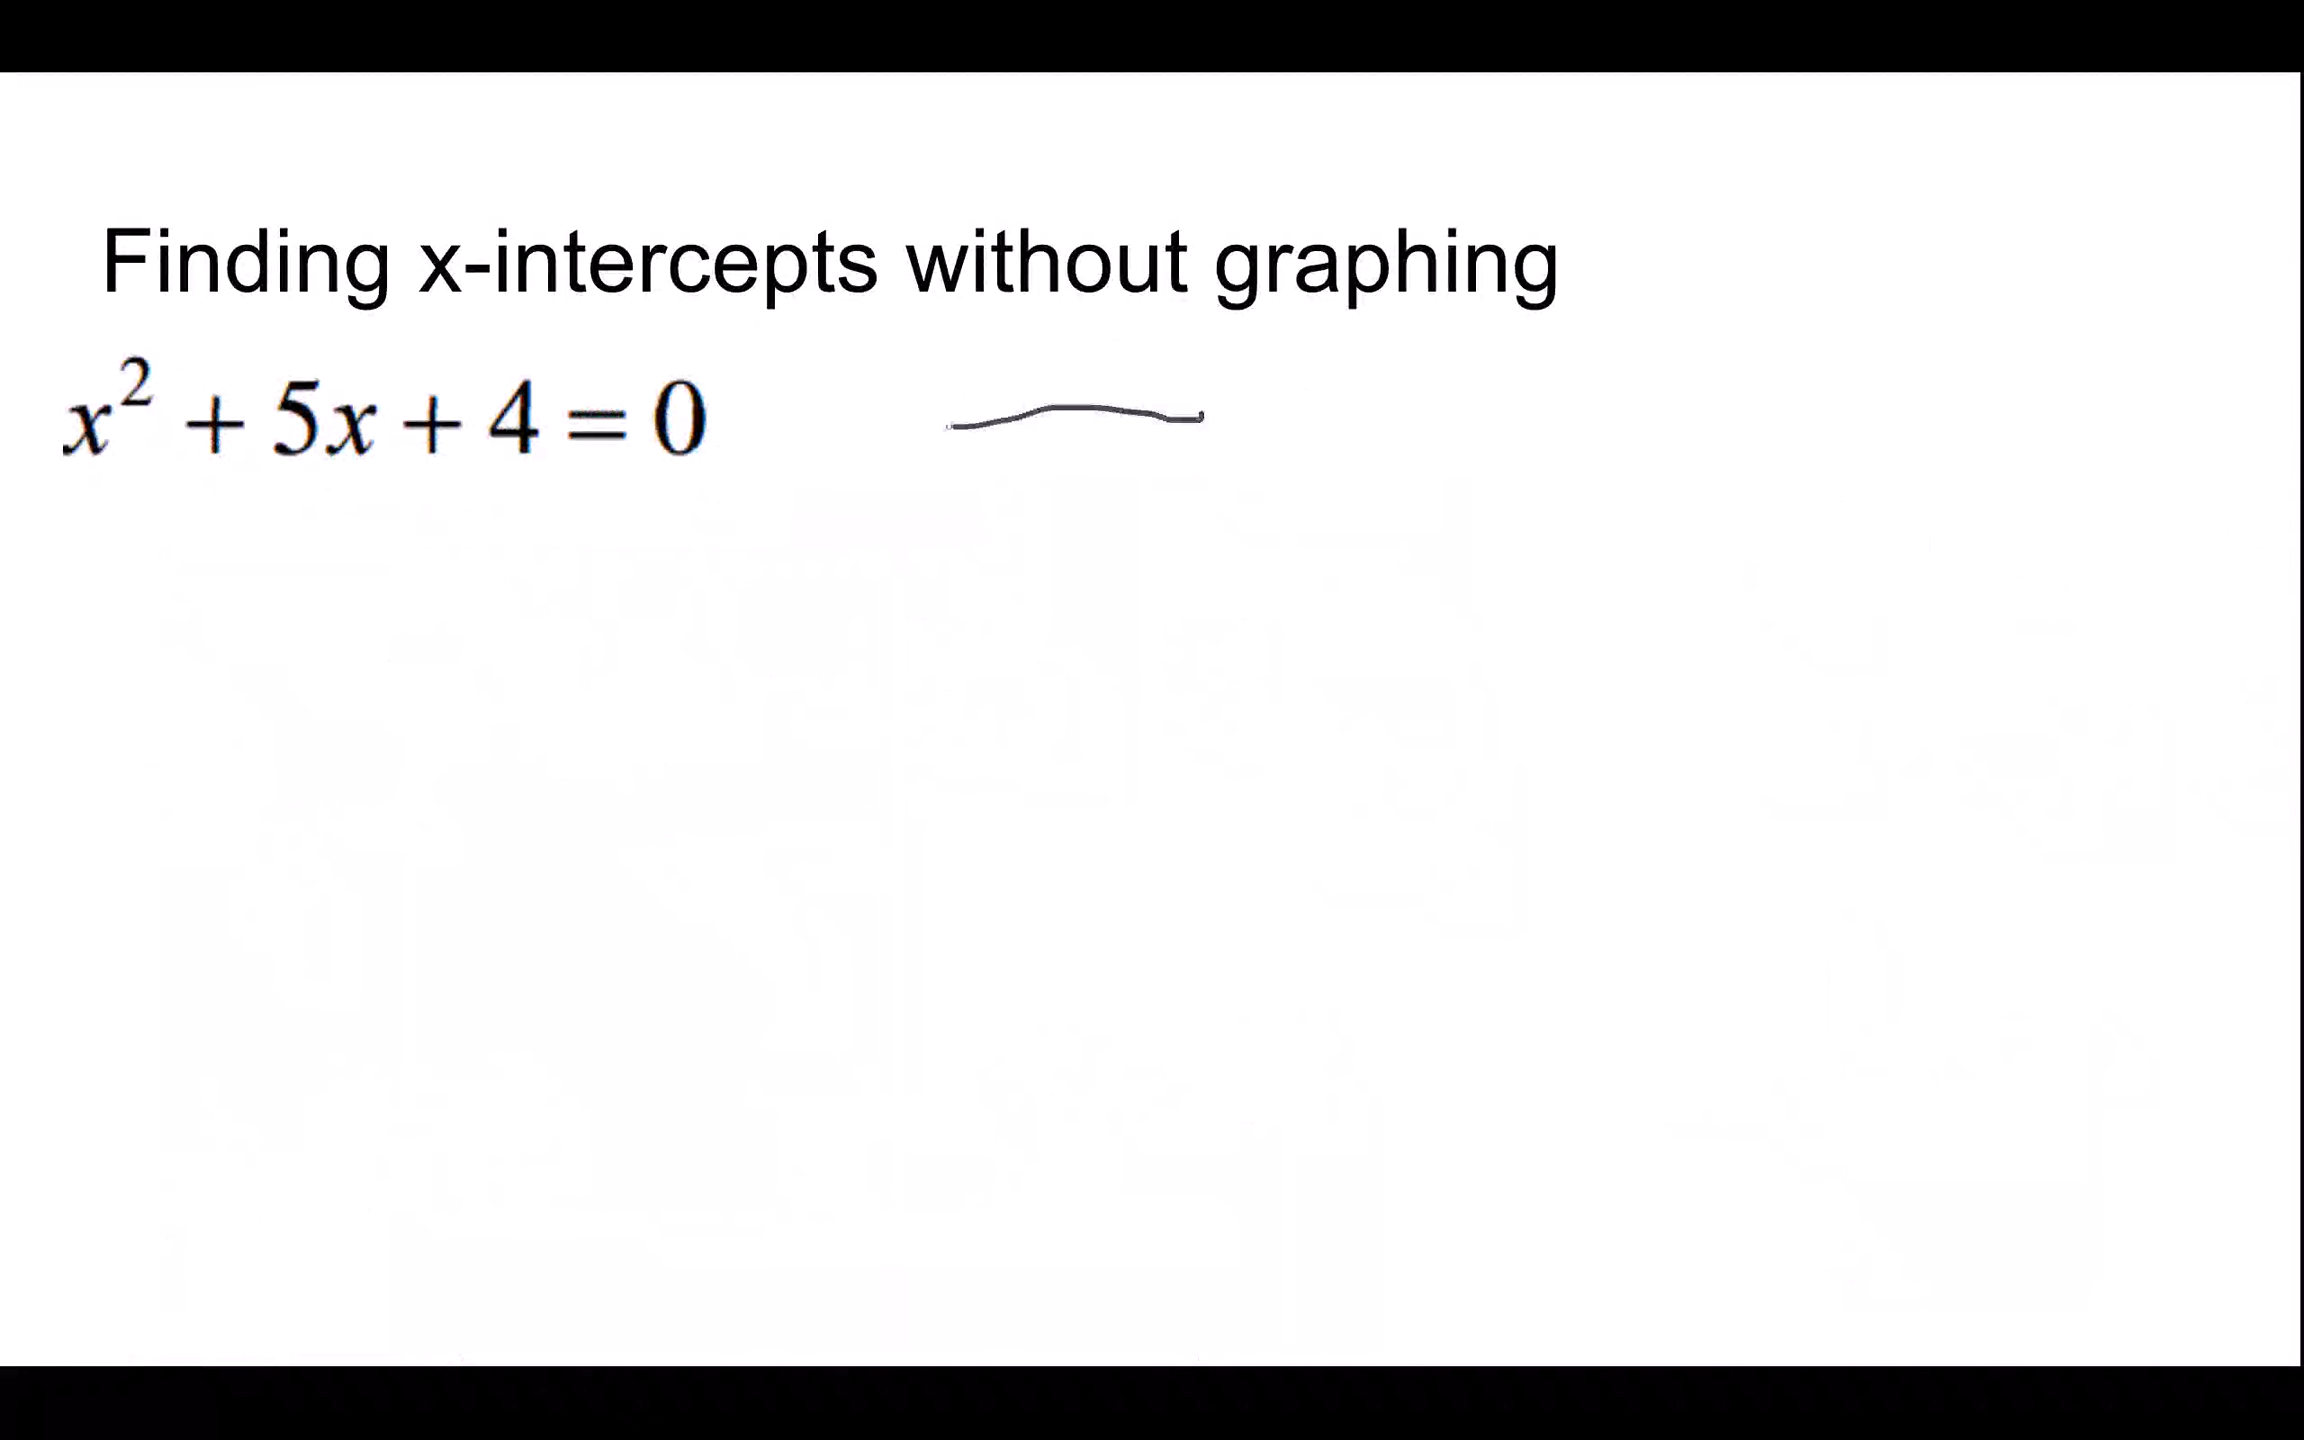 Finding x-intercepts without graphing
x² + 5x + 4 = 0